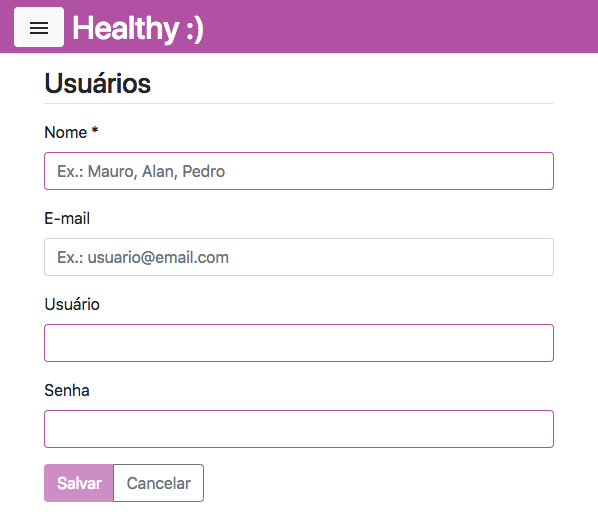 Healthy :)
Usuários
Nome *
Ex.: Mauro, Alan, Pedro
E-mail
Ex.: usuario@email.com
Usuário
Senha
Salvar Cancelar